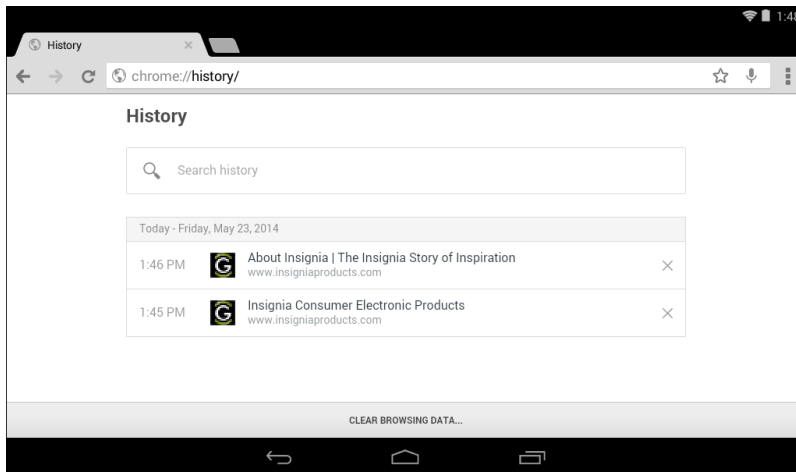 1:48
History
chrome://history/
History
Search history
Today - Friday, May 23, 2014
1:46 PM
About Insignia | The Insignia Story of Inspiration
www.insigniaproducts.com
1:45 PM
Insignia Consumer Electronic Products
www.insigniaproducts.com
CLEAR BROWSING DATA...